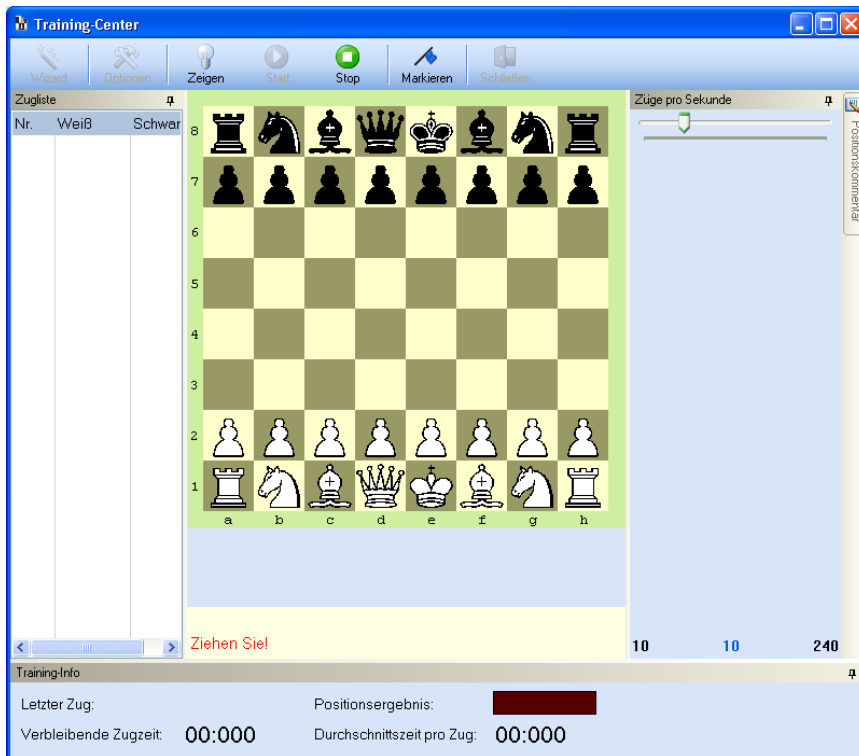 Training-Center
Wizard Optionen Zeigen Start Stop Markieren Schließen
Zugliste
Nr. Weiß Schwar
8
7
6
5
4
3
2
1
a b c d e f g h
Ziehen Sie!
Züge pro Sekunde
10 10 240
Positionskommentar
Training-Info
Letzter Zug: Positionsergebnis:
Verbleibende Zugzeit: 00:000 Durchschnittszeit pro Zug: 00:000